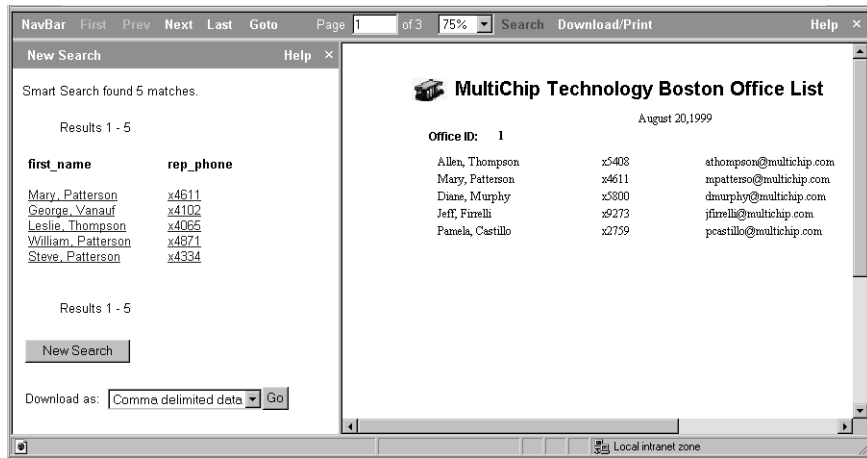 NavBar First Prev Next Last Goto Page 1 of 3 75% Search Download/Print Help ×
New Search Help ×
Smart Search found 5 matches.
Results 1 - 5
first_name rep_phone
Mary, Patterson x4611
George, Vanauf x4102
Leslie, Thompson x4065
William, Patterson x4871
Steve, Patterson x4334
Results 1 - 5
New Search
Download as: Comma delimited data Go
MultiChip Technology Boston Office List
August 20,1999
Office ID: 1
Allen, Thompson x5408 athompson@multichip.com
Mary, Patterson x4611 mpatterso@multichip.com
Diane, Murphy x5800 dmurphy@multichip.com
Jeff, Firrelli x9273 jfirrelli@multichip.com
Pamela, Castillo x2759 pcastillo@multichip.com
Local intranet zone